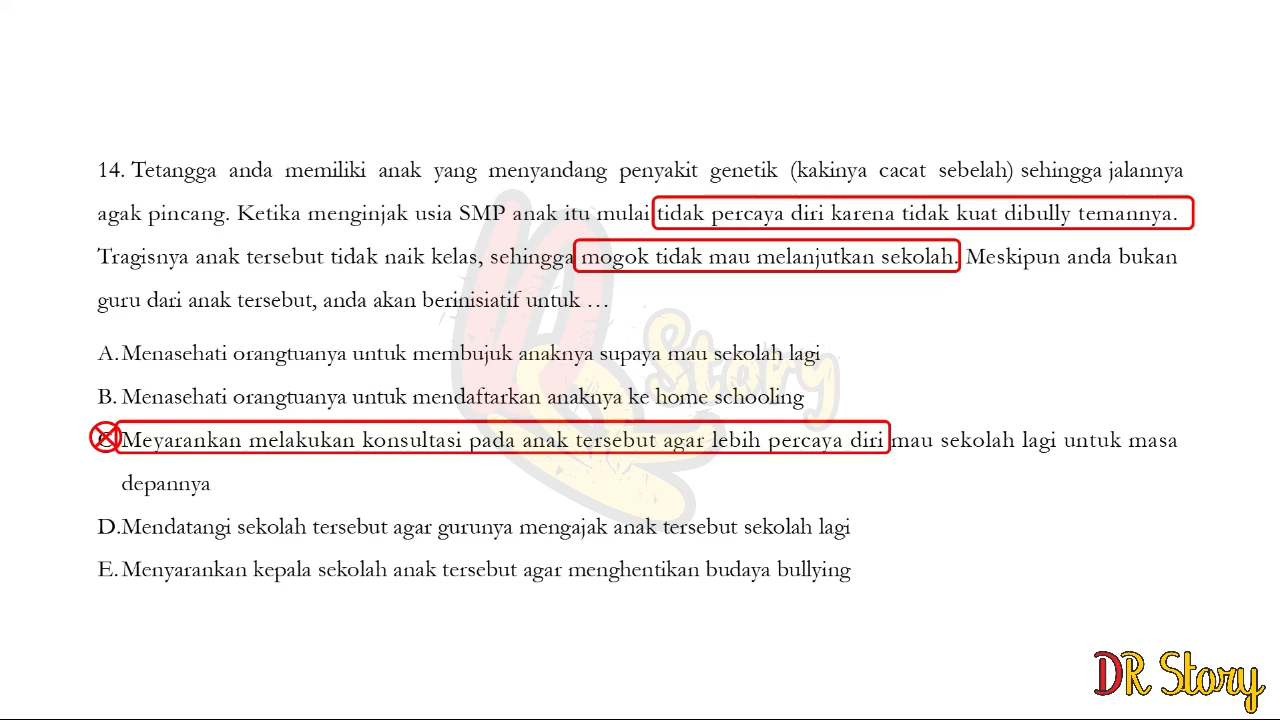 14. Tetangga anda memiliki anak yang menyandang penyakit genetik (kakinya cacat sebelah) sehingga jalannya
agak pincang. Ketika menginjak usia SMP anak itu mulai tidak percaya diri karena tidak kuat dibully temannya.
Tragisnya anak tersebut tidak naik kelas, sehingga mogok tidak mau melanjutkan sekolah. Meskipun anda bukan
guru dari anak tersebut, anda akan berinisiatif untuk …
A. Menasehati orangtuanya untuk membujuk anaknya supaya mau sekolah lagi
B. Menasehati orangtuanya untuk mendaftarkan anaknya ke home schooling
C. Meyarankan melakukan konsultasi pada anak tersebut agar lebih percaya diri mau sekolah lagi untuk masa
depannya
D. Mendatangi sekolah tersebut agar gurunya mengajak anak tersebut sekolah lagi
E. Menyarankan kepala sekolah anak tersebut agar menghentikan budaya bullying
Story
DR Story